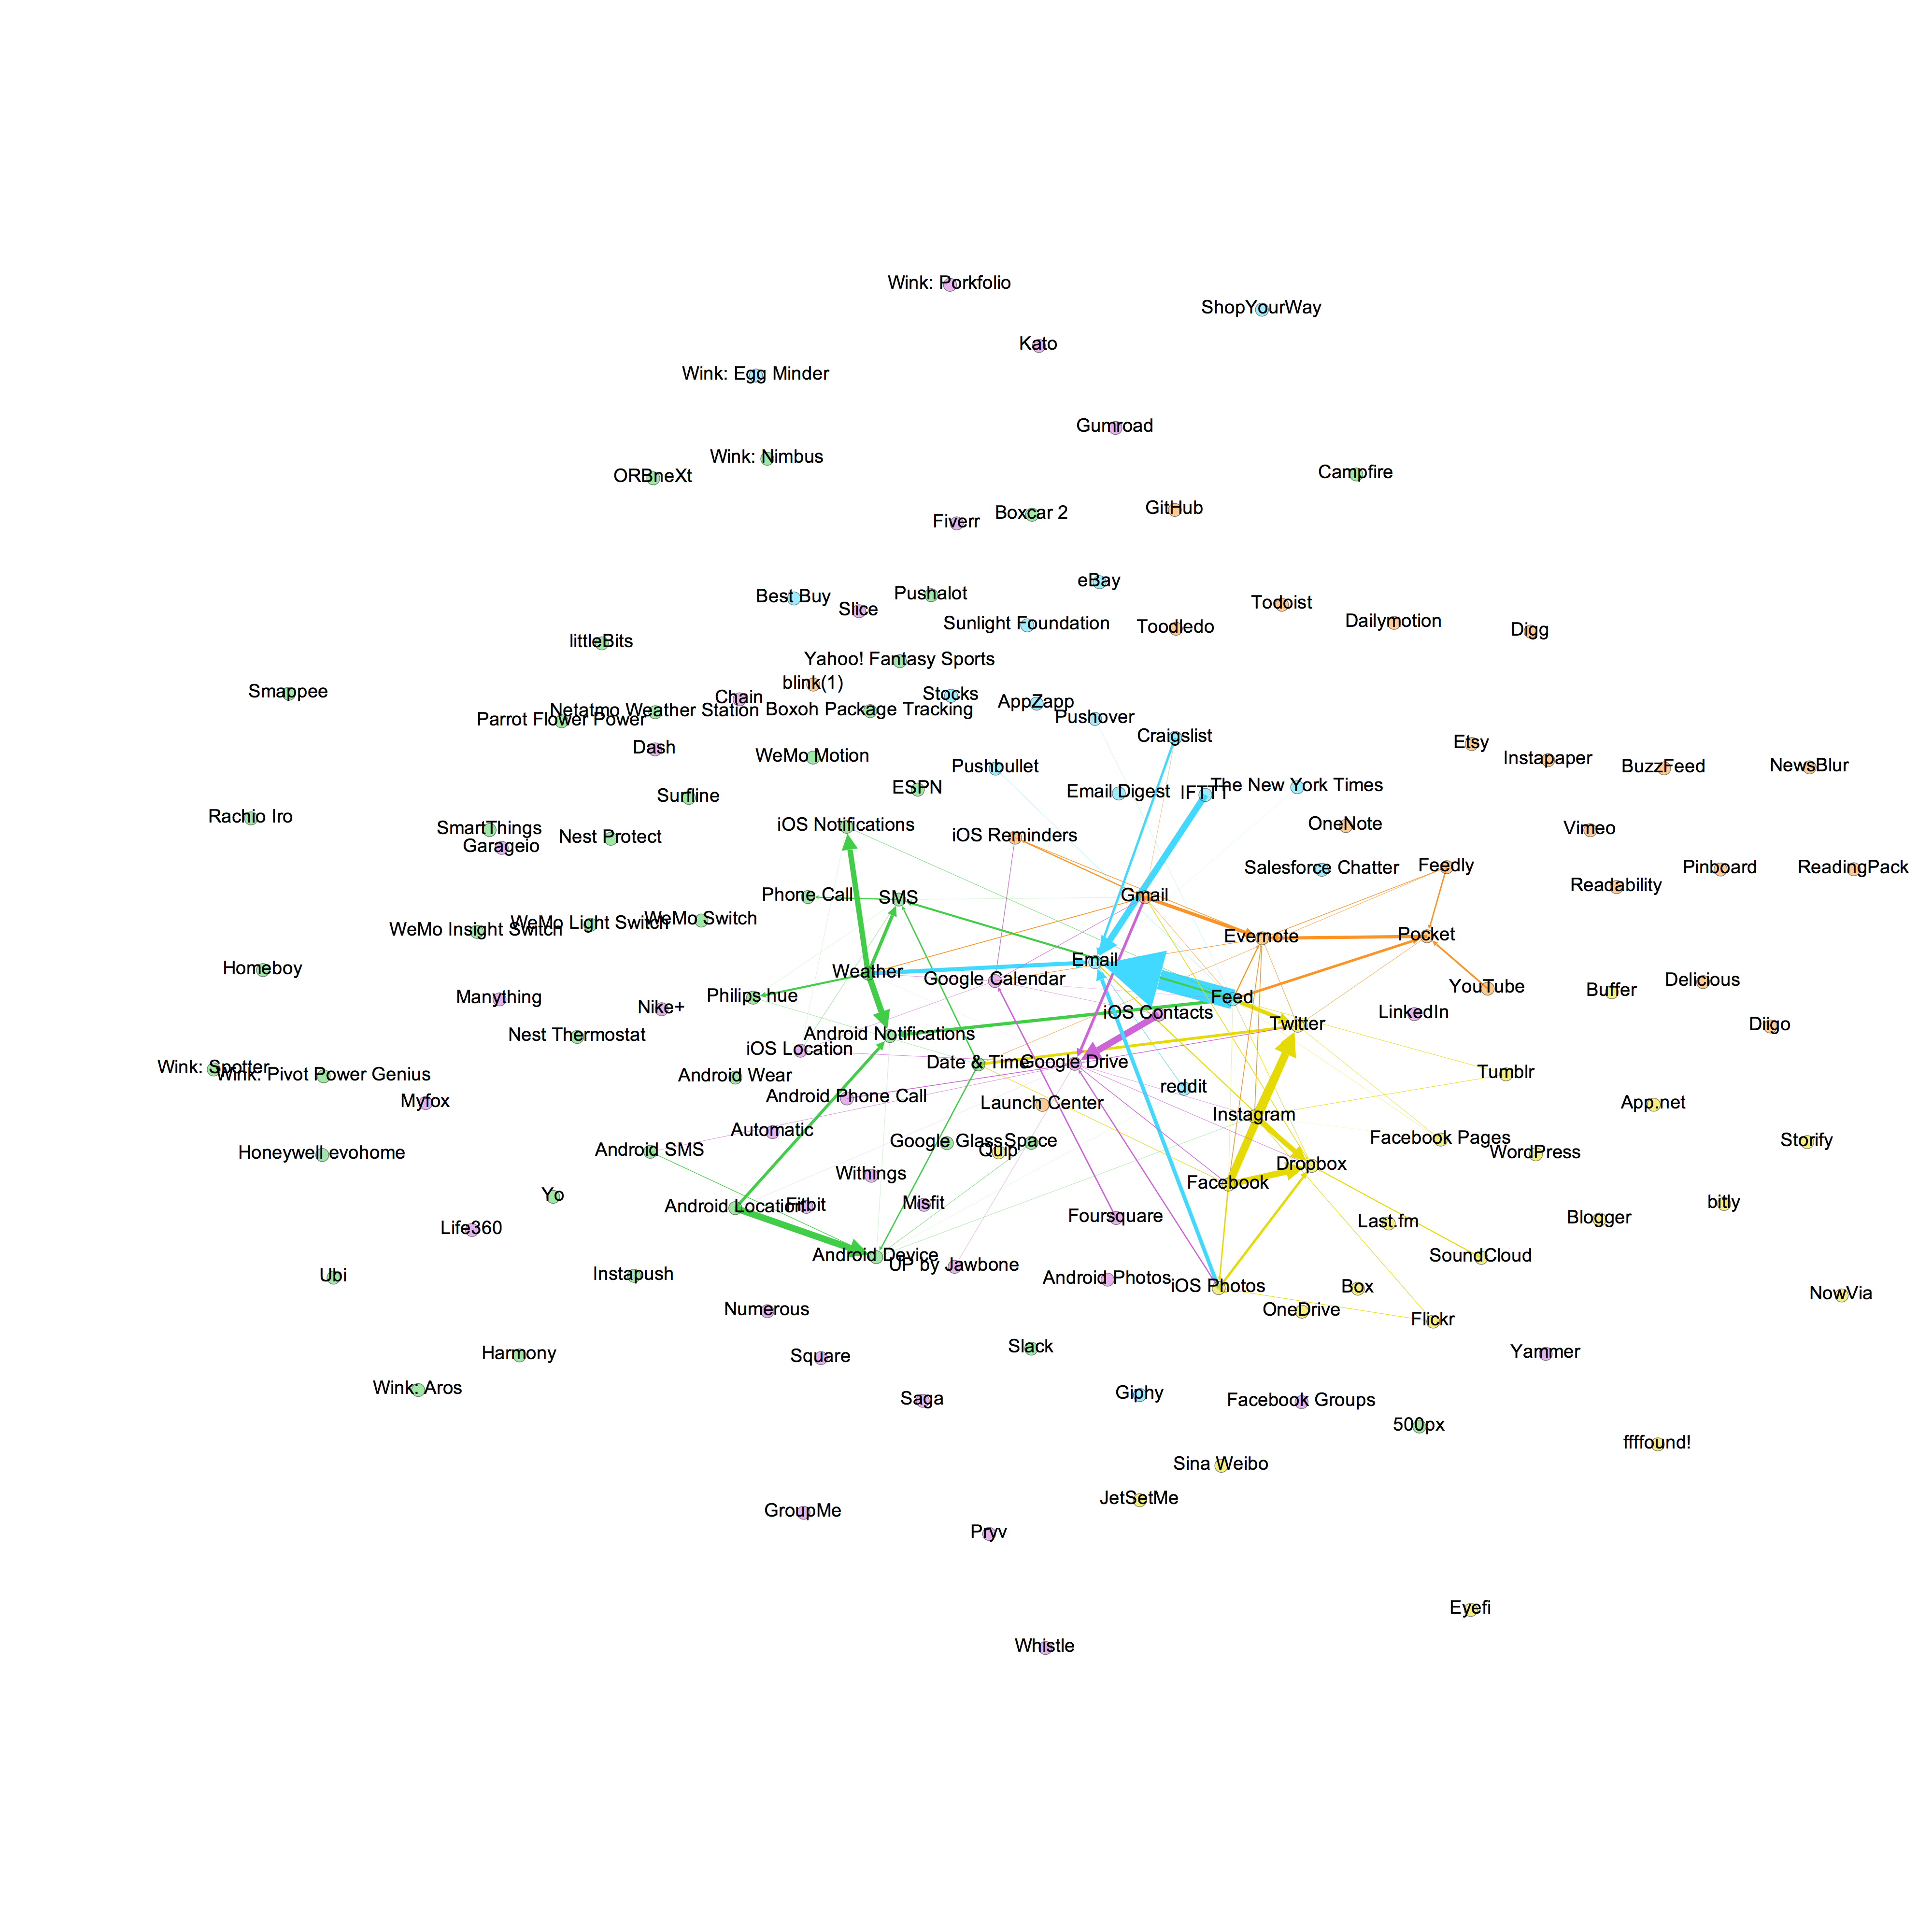 Wink: Porkfolio
ShopYourWay
Kato
Wink: Egg Minder
Gumroad
Wink: Nimbus
ORBneXt
Campfire
Fiverr
Boxcar 2
GitHub
eBay
Best Buy
Slice
Pushalot
Sunlight Foundation
Toodledo
Todoist
Dailymotion
Digg
littleBits
Yahoo! Fantasy Sports
blink(1)
Smappee
Chain
Stocks
AppZapp
Netatmo Weather Station
Boxoh Package Tracking
Parrot Flower Power
Pushover
Craigslist
Dash
WeMo Motion
Etsy
Instapaper
Pushbullet
BuzzFeed
NewsBlur
Surfline
ESPN
Email Digest
IFTTT
The New York Times
Rachio Iro
SmartThings
Garageio
Nest Protect
iOS Notifications
iOS Reminders
OneNote
Vimeo
Salesforce Chatter
Feedly
Pinboard
ReadingPack
Readability
Phone Call
SMS
Gmail
WeMo Insight Switch
WeMo Light Switch
WeMo Switch
Evernote
Pocket
Email
Homeboy
Weather
Google Calendar
YouTube
Delicious
Buffer
Manything
Nike+
Philips hue
Feed
iOS Contacts
LinkedIn
Twitter
Diigo
Nest Thermostat
Android Notifications
iOS Location
Date & Time
Google Drive
Wink: Spotter
Wink: Pivot Power Genius
Android Wear
reddit
Tumblr
Myfox
Android Phone Call
Launch Center
Instagram
App.net
Automatic
Google Glass
Space
Quip
Facebook Pages
WordPress
Storify
Honeywell evohome
Android SMS
Withings
Dropbox
Facebook
Yo
Android Location
Fitbit
Misfit
Foursquare
Last.fm
Blogger
bitly
Life360
Android Device
UP by Jawbone
SoundCloud
Ubi
Instapush
Android Photos
iOS Photos
Box
NowVia
Numerous
OneDrive
Flickr
Harmony
Square
Slack
Yammer
Wink: Aros
Saga
Giphy
Facebook Groups
500px
ffffound!
Sina Weibo
JetSetMe
GroupMe
Pryv
Eyefi
Whistle